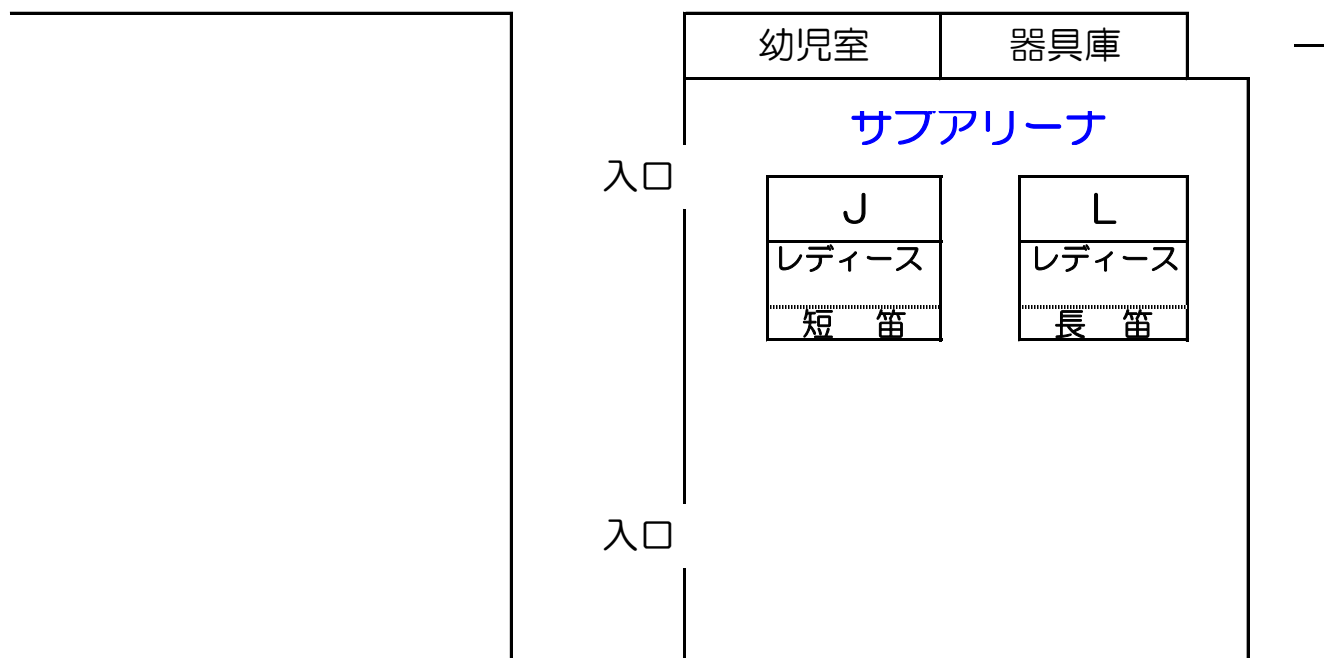 幼児室 器具庫
サブアリーナ
入口
J L
レディース レディース
短 笛 長 笛
入口